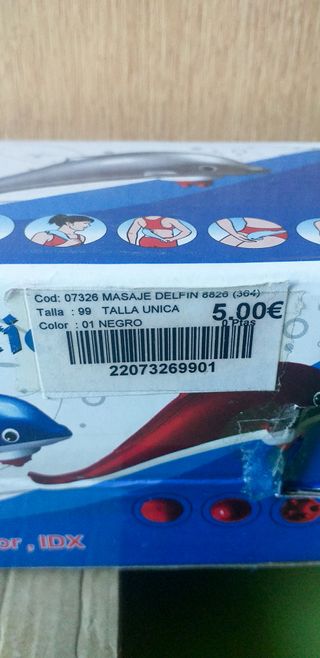 Cod: 07326 MASAJE DELFIN 8826 (364)
Talla : 99 TALLA UNICA
5.00€
Color : 01 NEGRO
0 Ptas
22073269901
or , IDX